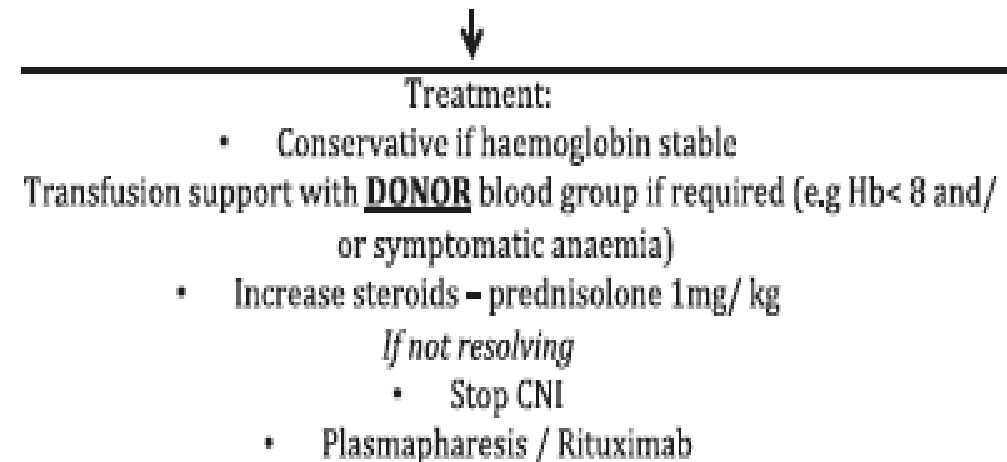 Treatment:
• Conservative if haemoglobin stable
Transfusion support with DONOR blood group if required (e.g Hb< 8 and/
or symptomatic anaemia)
• Increase steroids – prednisolone 1mg/ kg
If not resolving
• Stop CNI
• Plasmapharesis / Rituximab